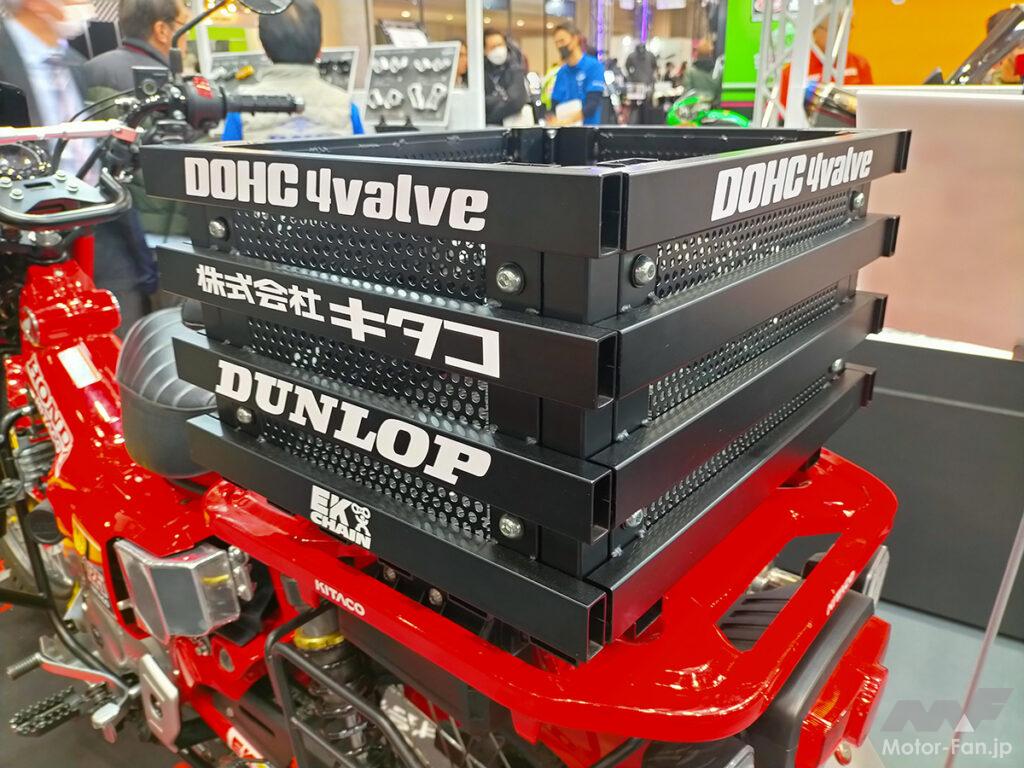 DOHC 4valve
DOHC 4valve
株式会社 キタコ
DUNLOP
EK
CHAIN
HONDA
KITACO
MF
Motor-Fan.jp